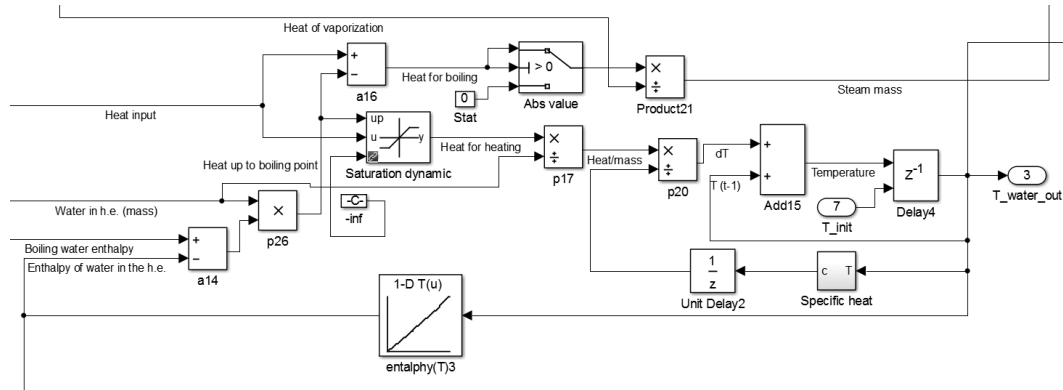 Heat of vaporization
+
−
a16
Heat for boiling
> 0
0
Stat
Abs value
×
÷
Product21
Steam mass
Heat input
up
u
y
Saturation dynamic
Heat for heating
×
÷
p17
Heat/mass
×
÷
p20
dT
T (t-1)
+
+
Add15
Temperature
z-1
Delay4
3
T_water_out
7
T_init
Heat up to boiling point
Water in h.e. (mass)
×
p26
-C-
-inf
Boiling water enthalpy
Enthalpy of water in the h.e.
+
−
a14
1-D T(u)
entalphy(T)3
1
z
Unit Delay2
c T
Specific heat